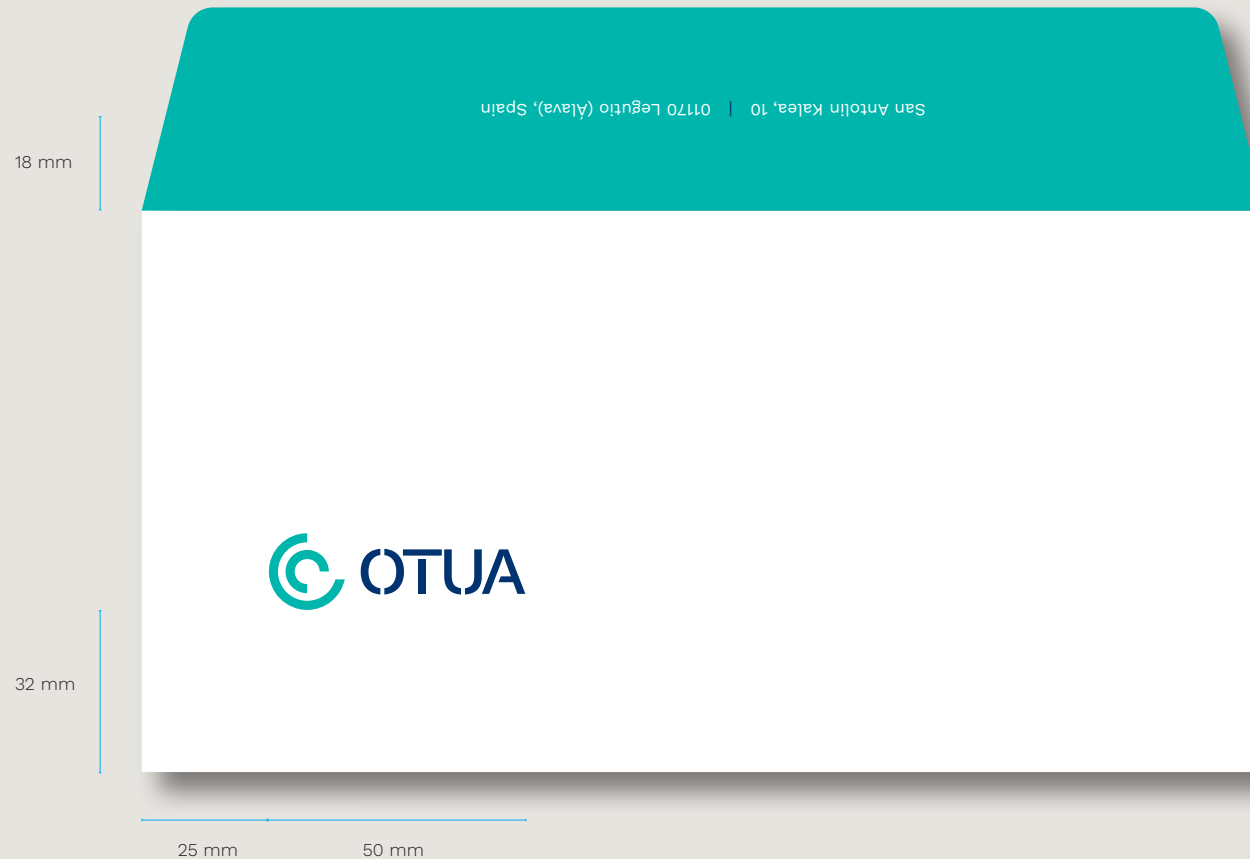 San Antolin Kalea, 10 | 01170 Legutio (Álava), Spain
18 mm
OTUA
32 mm
25 mm 50 mm